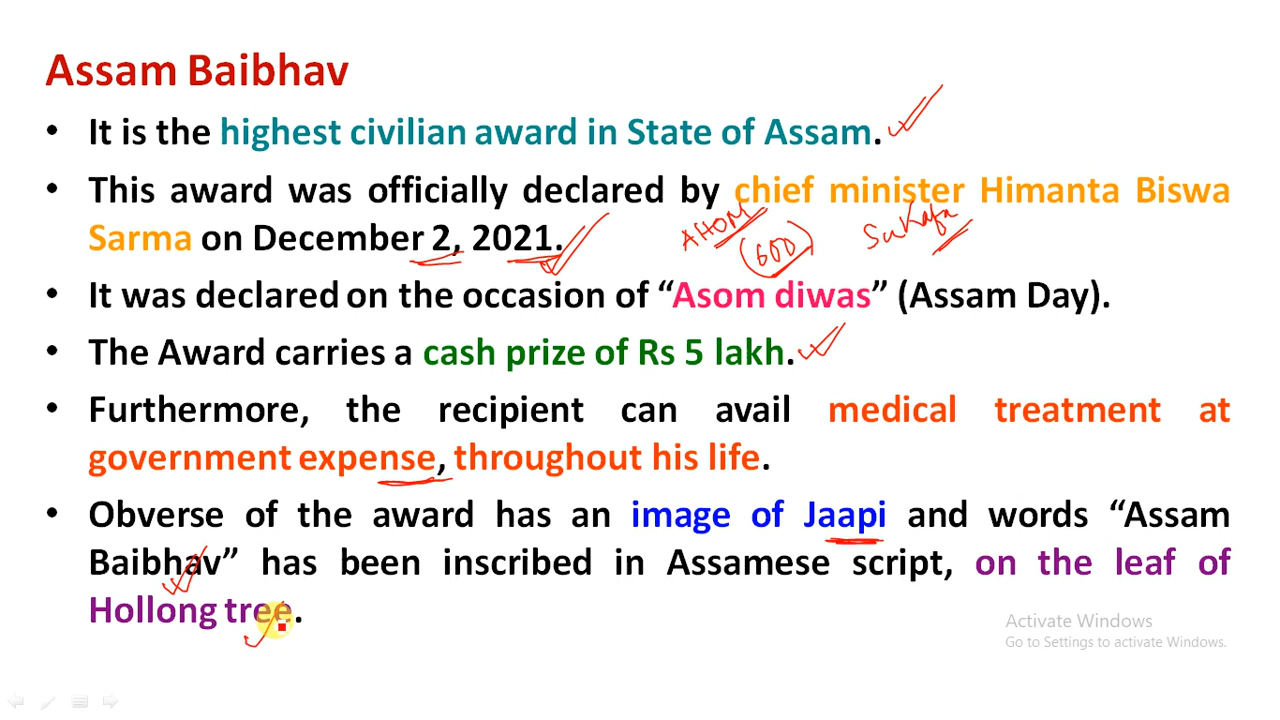 Assam Baibhav
• It is the highest civilian award in State of Assam.
• This award was officially declared by chief minister Himanta Biswa
Sarma on December 2, 2021.
AHOM
(600)
Sukafa
• It was declared on the occasion of “Asom diwas” (Assam Day).
• The Award carries a cash prize of Rs 5 lakh.
• Furthermore, the recipient can avail medical treatment at
government expense, throughout his life.
• Obverse of the award has an image of Jaapi and words “Assam
Baibhav” has been inscribed in Assamese script, on the leaf of
Hollong tree.
Activate Windows
Go to Settings to activate Windows.